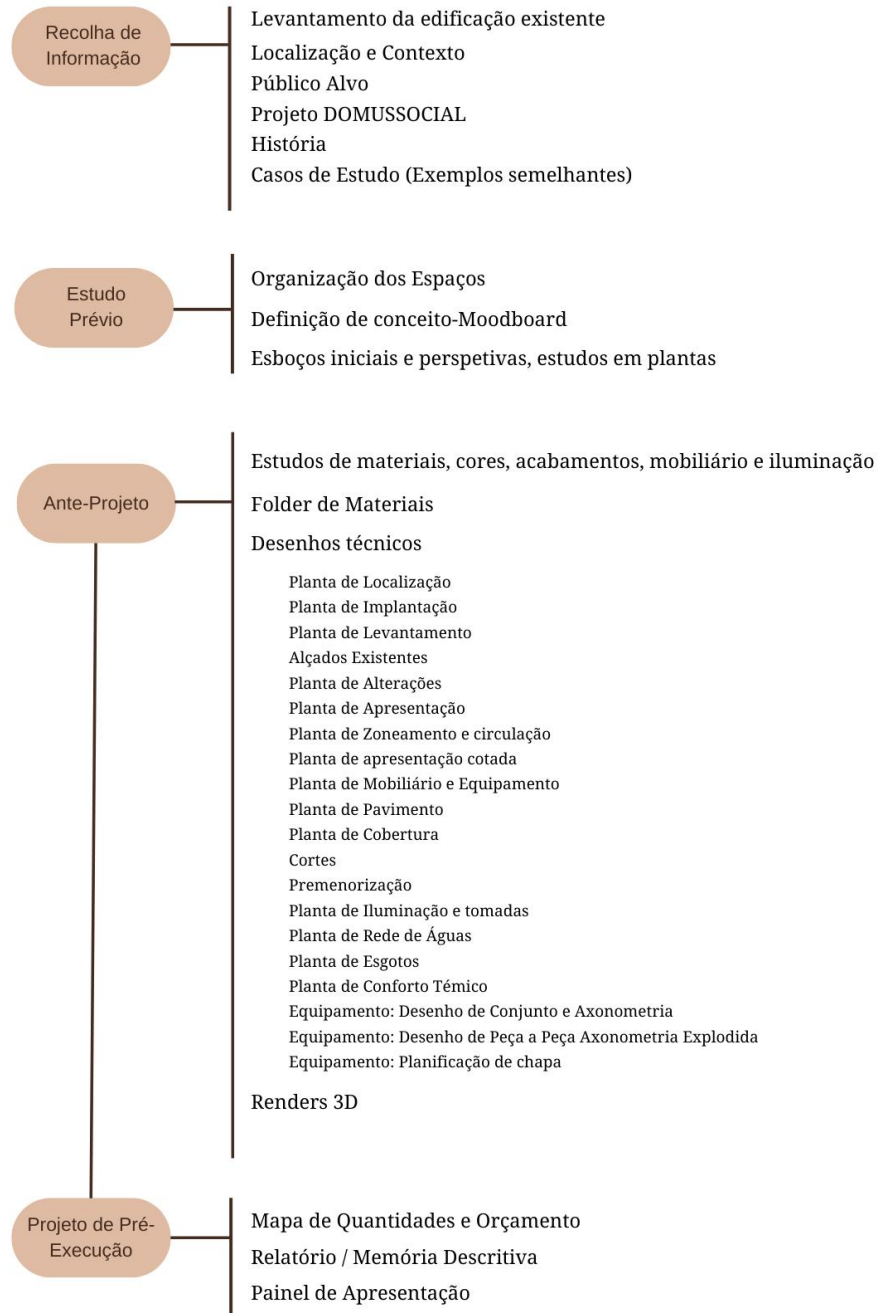 Recolha de
Informação
Levantamento da edificação existente
Localização e Contexto
Público Alvo
Projeto DOMUSSOCIAL
História
Casos de Estudo (Exemplos semelhantes)
Estudo
Prévio
Organização dos Espaços
Definição de conceito-Moodboard
Esboços iniciais e perspetivas, estudos em plantas
Ante-Projeto
Estudos de materiais, cores, acabamentos, mobiliário e iluminação
Folder de Materiais
Desenhos técnicos
Planta de Localização
Planta de Implantação
Planta de Levantamento
Alçados Existentes
Planta de Alterações
Planta de Apresentação
Planta de Zoneamento e circulação
Planta de apresentação cotada
Planta de Mobiliário e Equipamento
Planta de Pavimento
Planta de Cobertura
Cortes
Premenorização
Planta de Iluminação e tomadas
Planta de Rede de Águas
Planta de Esgotos
Planta de Conforto Témico
Equipamento: Desenho de Conjunto e Axonometria
Equipamento: Desenho de Peça a Peça Axonometria Explodida
Equipamento: Planificação de chapa
Renders 3D
Projeto de Pré-
Execução
Mapa de Quantidades e Orçamento
Relatório / Memória Descritiva
Painel de Apresentação